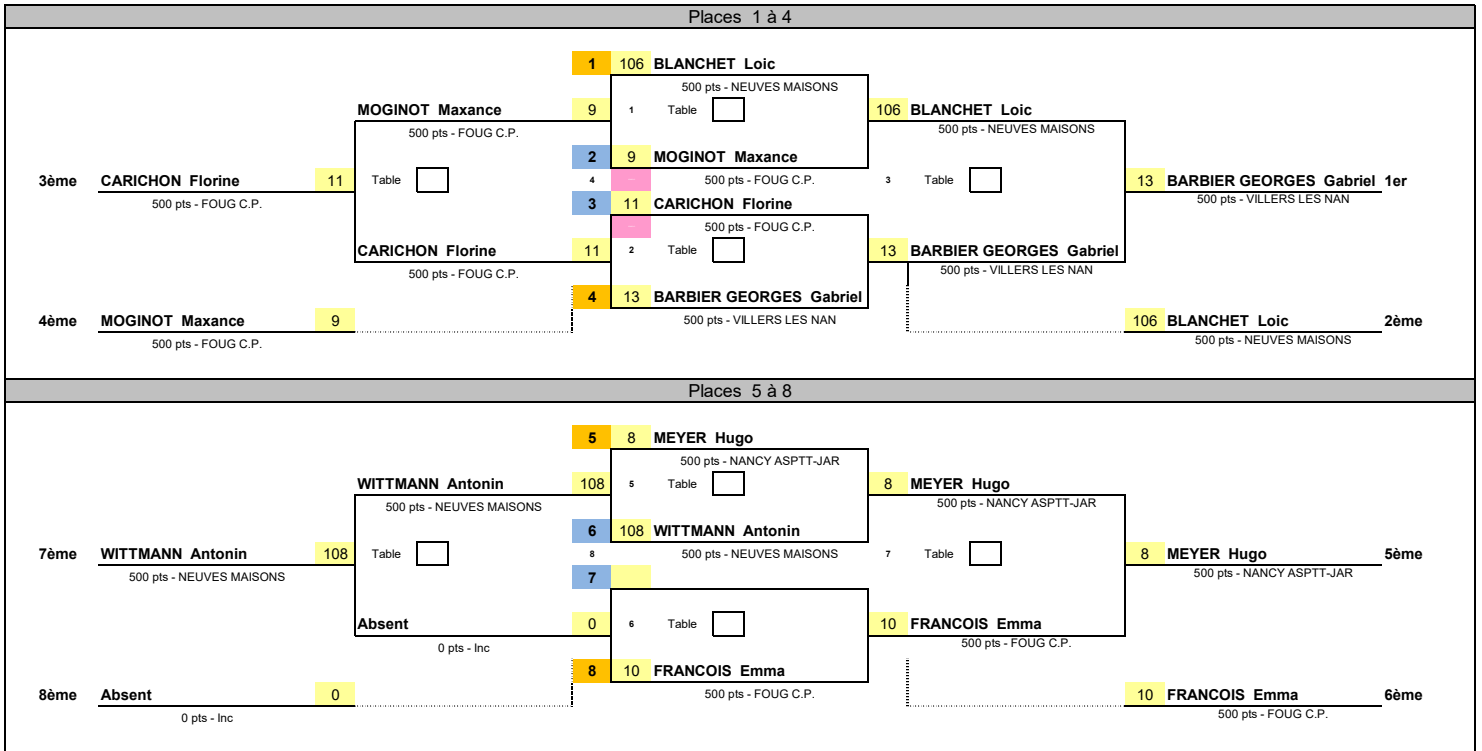 Places 1 à 4
1 106 BLANCHET Loic
500 pts - NEUVES MAISONS
MOGINOT Maxance 9 1 Table 106 BLANCHET Loic
500 pts - FOUG C.P. 500 pts - NEUVES MAISONS
2 9 MOGINOT Maxance
3ème CARICHON Florine 11 Table 4 500 pts - FOUG C.P. 3 Table 13 BARBIER GEORGES Gabriel 1er
500 pts - FOUG C.P. 3 11 CARICHON Florine 500 pts - VILLERS LES NAN
500 pts - FOUG C.P.
CARICHON Florine 11 2 Table 13 BARBIER GEORGES Gabriel
500 pts - FOUG C.P. 500 pts - VILLERS LES NAN
4 13 BARBIER GEORGES Gabriel
4ème MOGINOT Maxance 9 500 pts - VILLERS LES NAN 106 BLANCHET Loic 2ème
500 pts - FOUG C.P. 500 pts - NEUVES MAISONS
Places 5 à 8
5 8 MEYER Hugo
500 pts - NANCY ASPTT-JAR
WITTMANN Antonin 108 5 Table 8 MEYER Hugo
500 pts - NEUVES MAISONS 500 pts - NANCY ASPTT-JAR
6 108 WITTMANN Antonin
7ème WITTMANN Antonin 108 Table 8 500 pts - NEUVES MAISONS 7 Table 8 MEYER Hugo 5ème
500 pts - NEUVES MAISONS 7 500 pts - NANCY ASPTT-JAR
Absent 0 6 Table 10 FRANCOIS Emma
0 pts - Inc 500 pts - FOUG C.P.
8 10 FRANCOIS Emma
8ème Absent 0 500 pts - FOUG C.P. 10 FRANCOIS Emma 6ème
0 pts - Inc 500 pts - FOUG C.P.